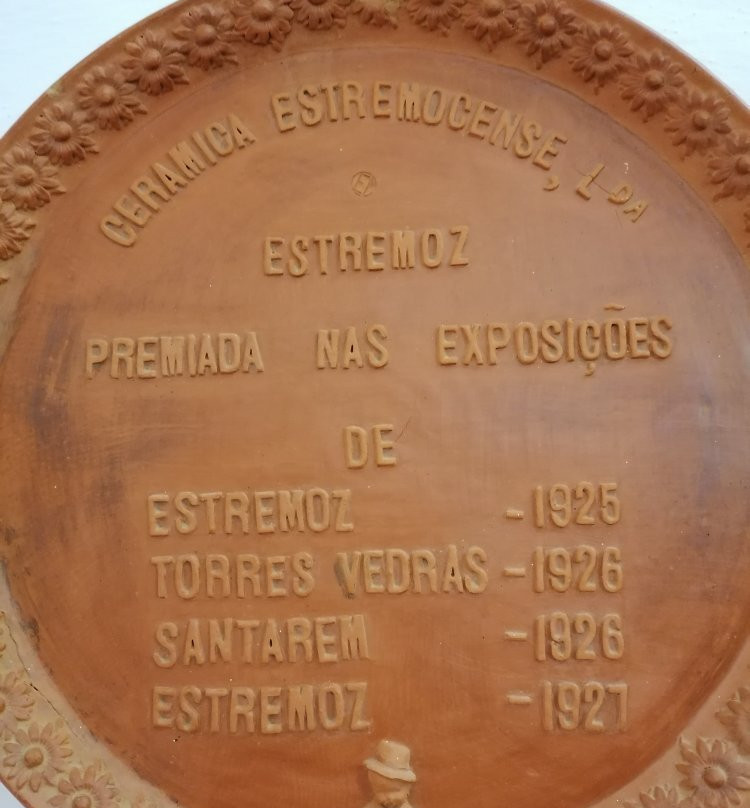 CERAMICA ESTREMOCENSE, LDA
ESTREMOZ
PREMIADA NAS EXPOSIÇÕES
DE
ESTREMOZ - 1925
TORRES VEDRAS - 1926
SANTAREM - 1926
ESTREMOZ - 1927